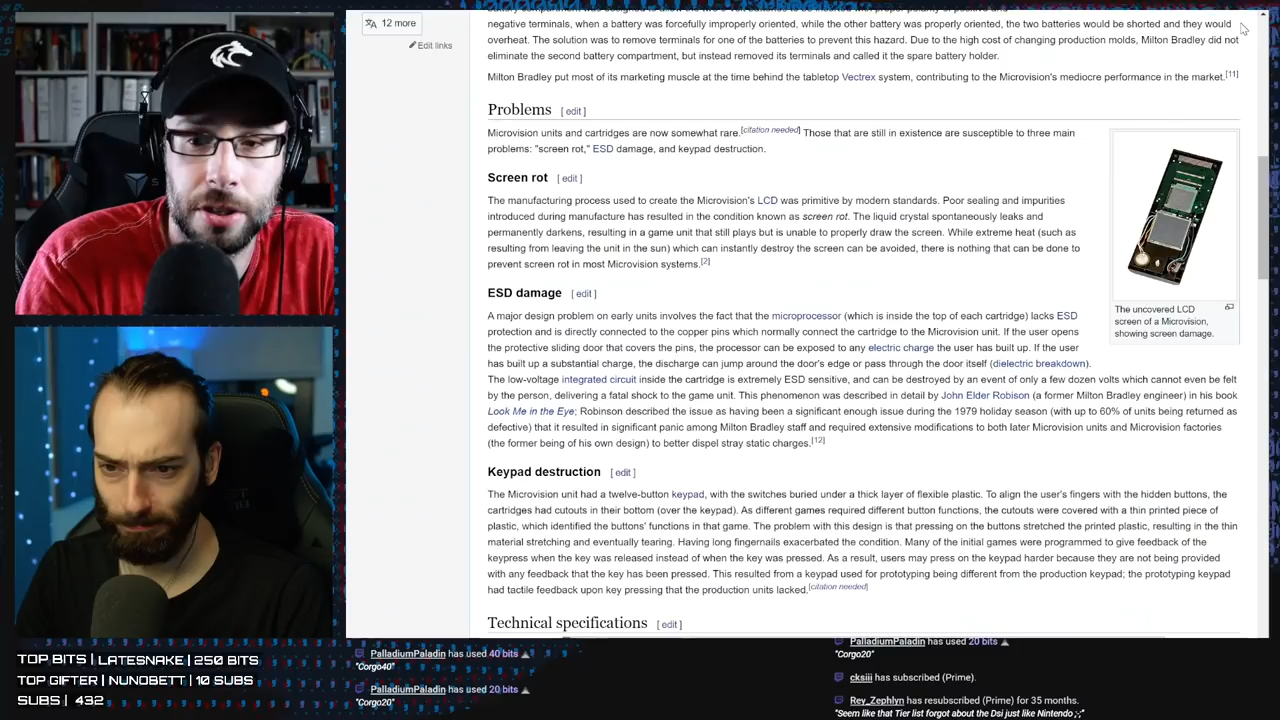 12 more
Edit links
negative terminals, when a battery was forcefully improperly oriented, while the other battery was properly oriented, the two batteries would be shorted and they would
overheat. The solution was to remove terminals for one of the batteries to prevent this hazard. Due to the high cost of changing production molds, Milton Bradley did not
eliminate the second battery compartment, but instead removed its terminals and called it the spare battery holder.
Milton Bradley put most of its marketing muscle at the time behind the tabletop Vectrex system, contributing to the Microvision's mediocre performance in the market.[11]
Problems [ edit ]
Microvision units and cartridges are now somewhat rare.[citation needed] Those that are still in existence are susceptible to three main
problems: "screen rot," ESD damage, and keypad destruction.
Screen rot [ edit ]
The manufacturing process used to create the Microvision's LCD was primitive by modern standards. Poor sealing and impurities
introduced during manufacture has resulted in the condition known as screen rot. The liquid crystal spontaneously leaks and
permanently darkens, resulting in a game unit that still plays but is unable to properly draw the screen. While extreme heat (such as
resulting from leaving the unit in the sun) which can instantly destroy the screen can be avoided, there is nothing that can be done to
prevent screen rot in most Microvision systems.[2]
The uncovered LCD
screen of a Microvision,
showing screen damage.
ESD damage [ edit ]
A major design problem on early units involves the fact that the microprocessor (which is inside the top of each cartridge) lacks ESD
protection and is directly connected to the copper pins which normally connect the cartridge to the Microvision unit. If the user opens
the protective sliding door that covers the pins, the processor can be exposed to any electric charge the user has built up. If the user
has built up a substantial charge, the discharge can jump around the door's edge or pass through the door itself (dielectric breakdown).
The low-voltage integrated circuit inside the cartridge is extremely ESD sensitive, and can be destroyed by an event of only a few dozen volts which cannot even be felt
by the person, delivering a fatal shock to the game unit. This phenomenon was described in detail by John Elder Robison (a former Milton Bradley engineer) in his book
Look Me in the Eye; Robinson described the issue as having been a significant enough issue during the 1979 holiday season (with up to 60% of units being returned as
defective) that it resulted in significant panic among Milton Bradley staff and required extensive modifications to both later Microvision units and Microvision factories
(the former being of his own design) to better dispel stray static charges.[12]
Keypad destruction [ edit ]
The Microvision unit had a twelve-button keypad, with the switches buried under a thick layer of flexible plastic. To align the user's fingers with the hidden buttons, the
cartridges had cutouts in their bottom (over the keypad). As different games required different button functions, the cutouts were covered with a thin printed piece of
plastic, which identified the buttons' functions in that game. The problem with this design is that pressing on the buttons stretched the printed plastic, resulting in the thin
material stretching and eventually tearing. Having long fingernails exacerbated the condition. Many of the initial games were programmed to give feedback of the
keypress when the key was released instead of when the key was pressed. As a result, users may press on the keypad harder because they are not being provided
with any feedback that the key has been pressed. This resulted from a keypad used for prototyping being different from the production keypad; the prototyping keypad
had tactile feedback upon key pressing that the production units lacked.[citation needed]
Technical specifications [ edit ]
TOP BITS | LATESNAKE | 250 BITS
TOP GIFTER | NUNOBETT | 10 SUBS
SUBS | 432
PalladiumPaladin has used 40 bits
"Corgo40"
PalladiumPaladin has used 20 bits
"Corgo20"
PalladiumPaladin has used 20 bits
"Corgo20"
cksiii has subscribed (Prime).
Rev_Zephlyn has resubscribed (Prime) for 35 months.
"Seem like that Tier list forgot about the Dsi just like Nintendo ;-;"